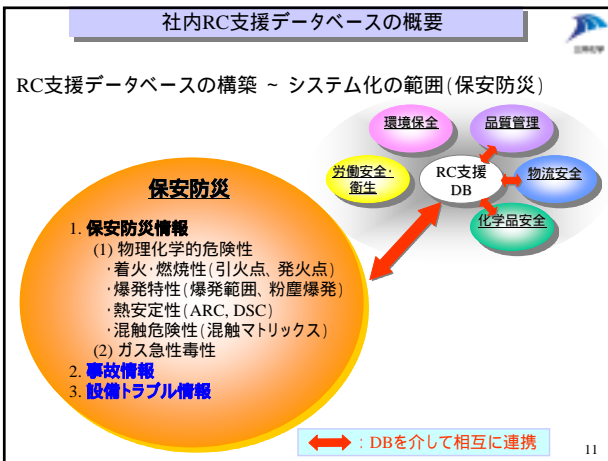 社内RC支援データベースの概要
三井化学
RC支援データベースの構築 ~ システム化の範囲(保安防災)
環境保全
品質管理
労働安全・
衛生
RC支援
DB
物流安全
化学品安全
保安防災
1. 保安防災情報
(1) 物理化学的危険性
・着火・燃焼性(引火点、発火点)
・爆発特性(爆発範囲、粉塵爆発)
・熱安定性(ARC, DSC)
・混触危険性(混触マトリックス)
(2) ガス急性毒性
2. 事故情報
3. 設備トラブル情報
: DBを介して相互に連携
11